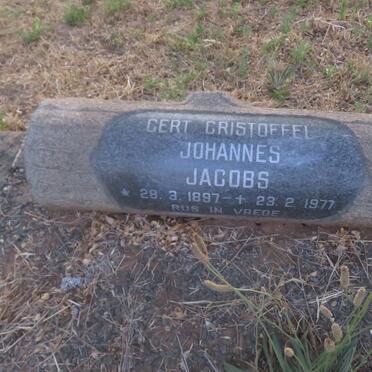 GERT CRISTOFFEL
JOHANNES
JACOBS
* 28. 3. 1897 - + 23. 2. 1977
RUS IN VREDE